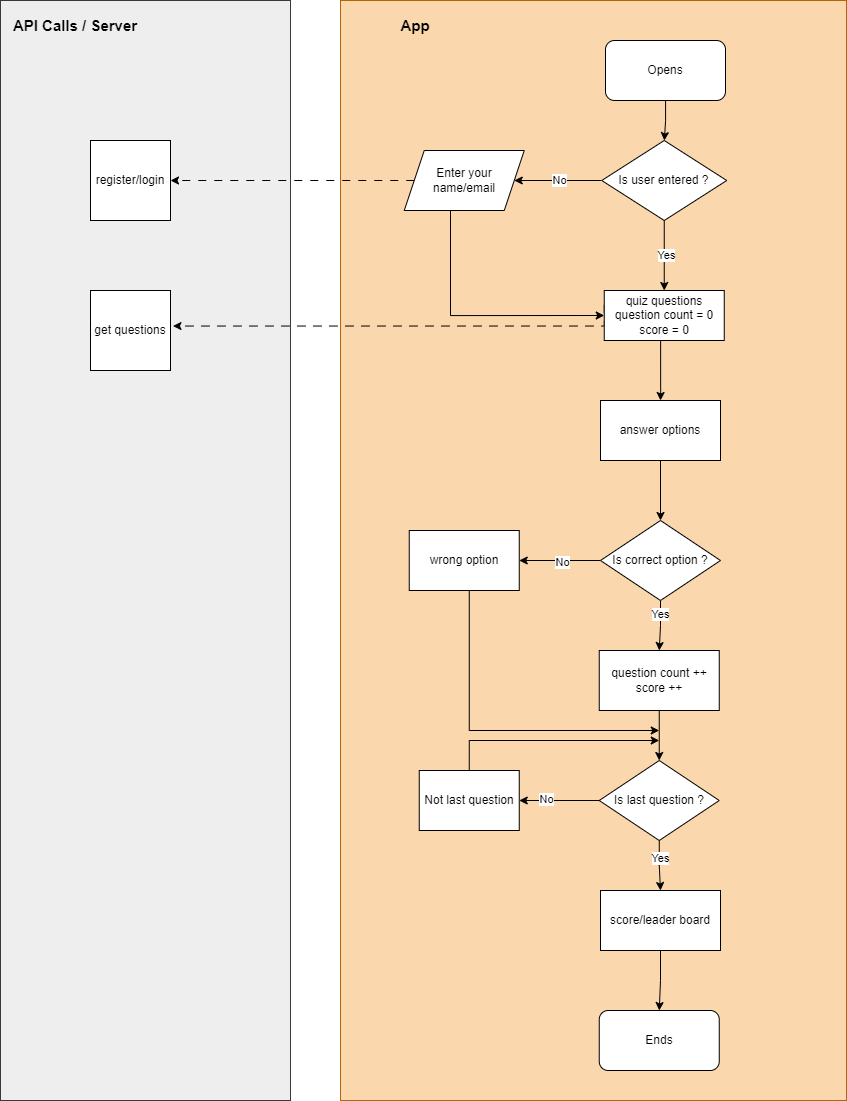 API Calls / Server
App
Opens
register/login
Enter your
name/email
No
Is user entered ?
Yes
get questions
quiz questions
question count = 0
score = 0
answer options
wrong option
No
Is correct option ?
Yes
question count ++
score ++
Not last question
No
Is last question ?
Yes
score/leader board
Ends